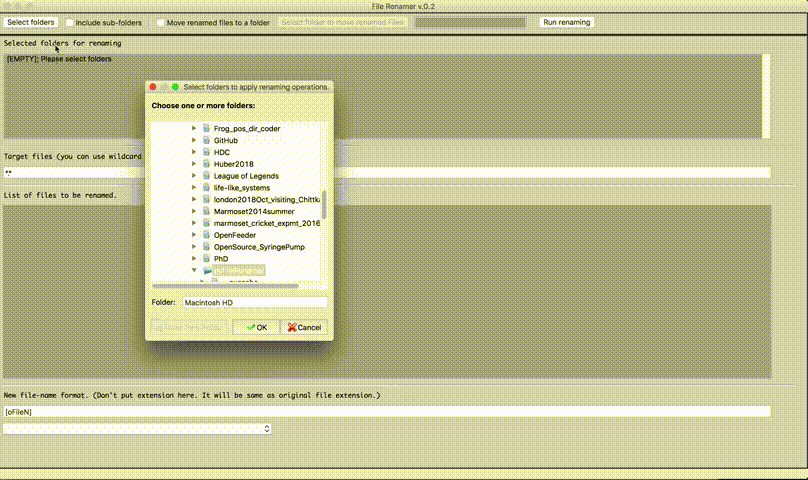 File Renamer v.0.2
Select folders Include sub-folders Move renamed files to a folder Select folder to move renamed Files Run renaming
Selected folders for renaming
[EMPTY]; Please select folders
Select folders to apply renaming operations.
Choose one or more folders:
Frog_pos_dir_coder
GitHub
HDC
Huber2018
League of Legends
life-like_systems
london2018Oct_visiting_Chittka
Marmoset2014summer
marmoset_cricket_expmt_2016
OpenFeeder
OpenSource_SyringePump
PhD
Folder: Macintosh HD
OK Cancel
Target files (you can use wildcard
*.*
List of files to be renamed.
New file-name format. (Don't put extension here. It will be same as original file extension.)
[oFileN]